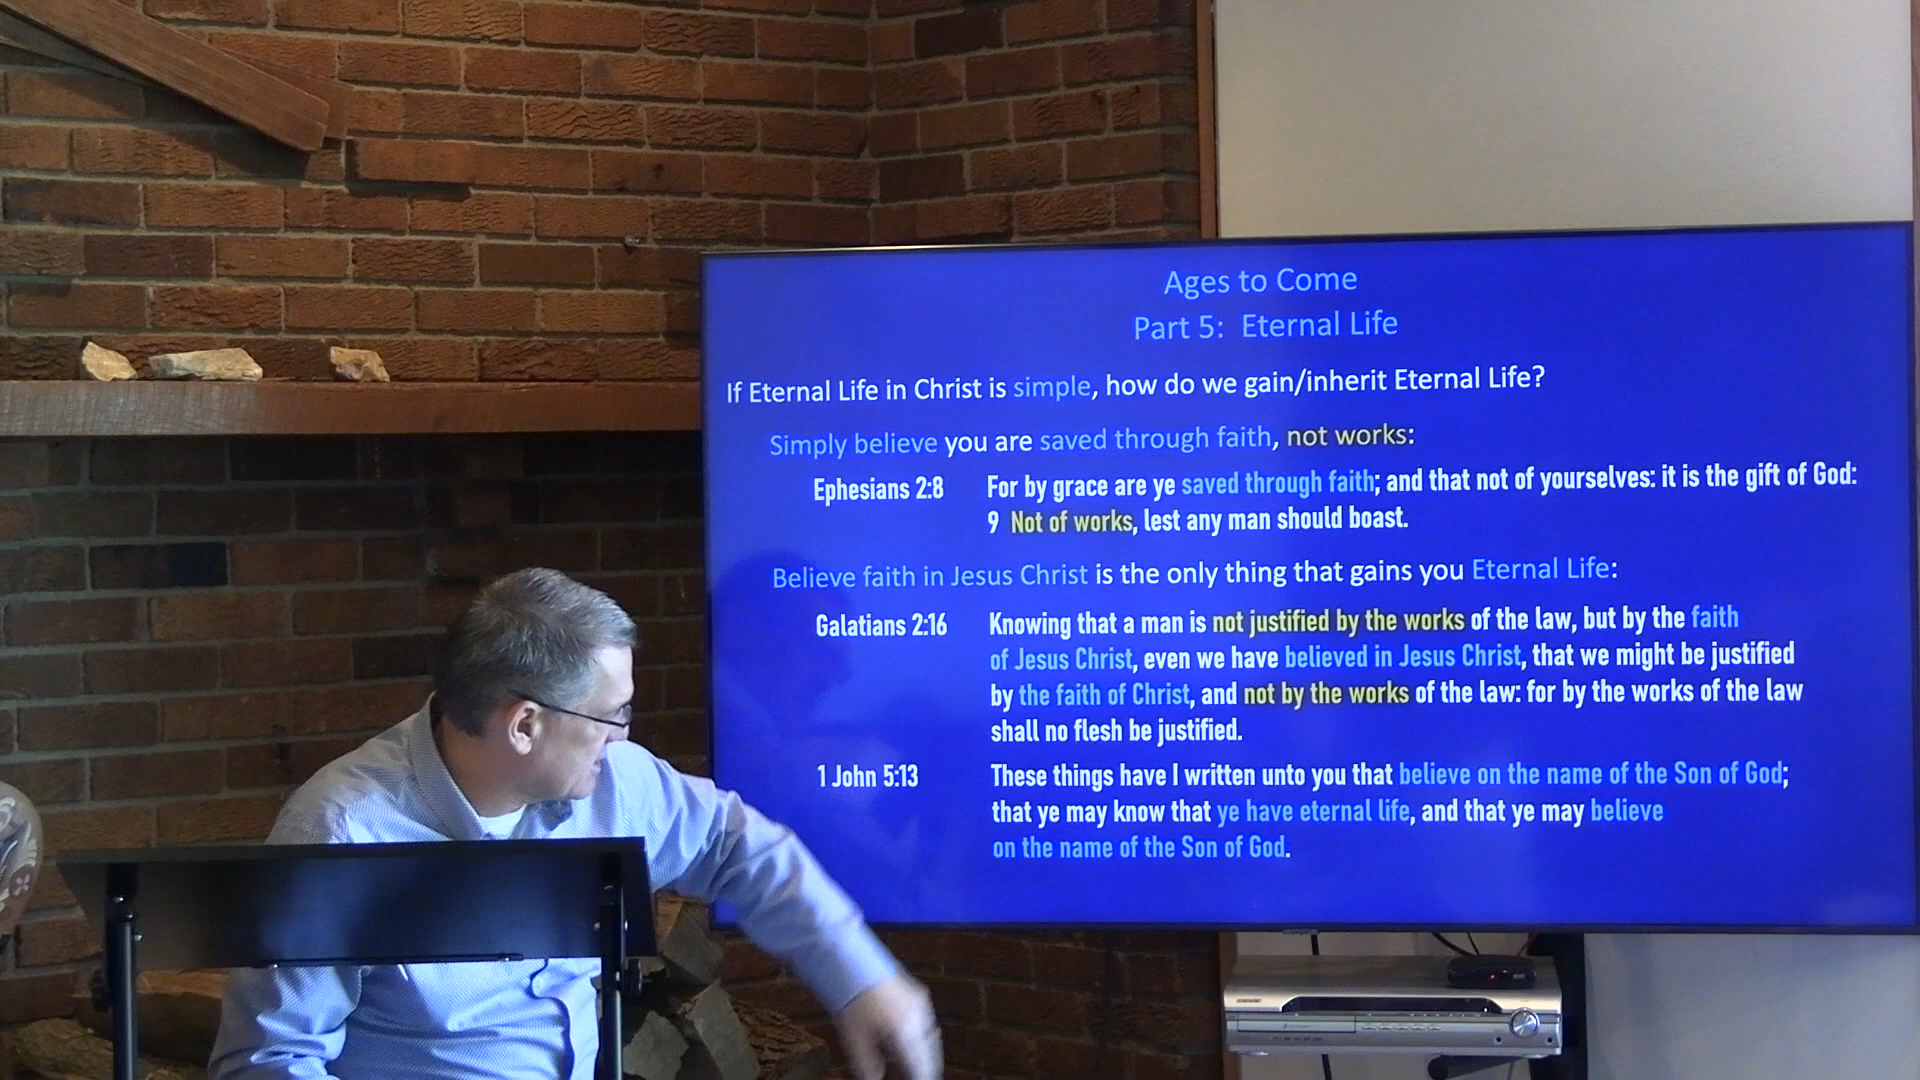 Ages to Come
Part 5: Eternal Life
If Eternal Life in Christ is simple, how do we gain/inherit Eternal Life?
Simply believe you are saved through faith, not works:
Ephesians 2:8 For by grace are ye saved through faith; and that not of yourselves: it is the gift of God:
9 Not of works, lest any man should boast.
Believe faith in Jesus Christ is the only thing that gains you Eternal Life:
Galatians 2:16 Knowing that a man is not justified by the works of the law, but by the faith
of Jesus Christ, even we have believed in Jesus Christ, that we might be justified
by the faith of Christ, and not by the works of the law: for by the works of the law
shall no flesh be justified.
1 John 5:13 These things have I written unto you that believe on the name of the Son of God;
that ye may know that ye have eternal life, and that ye may believe
on the name of the Son of God.